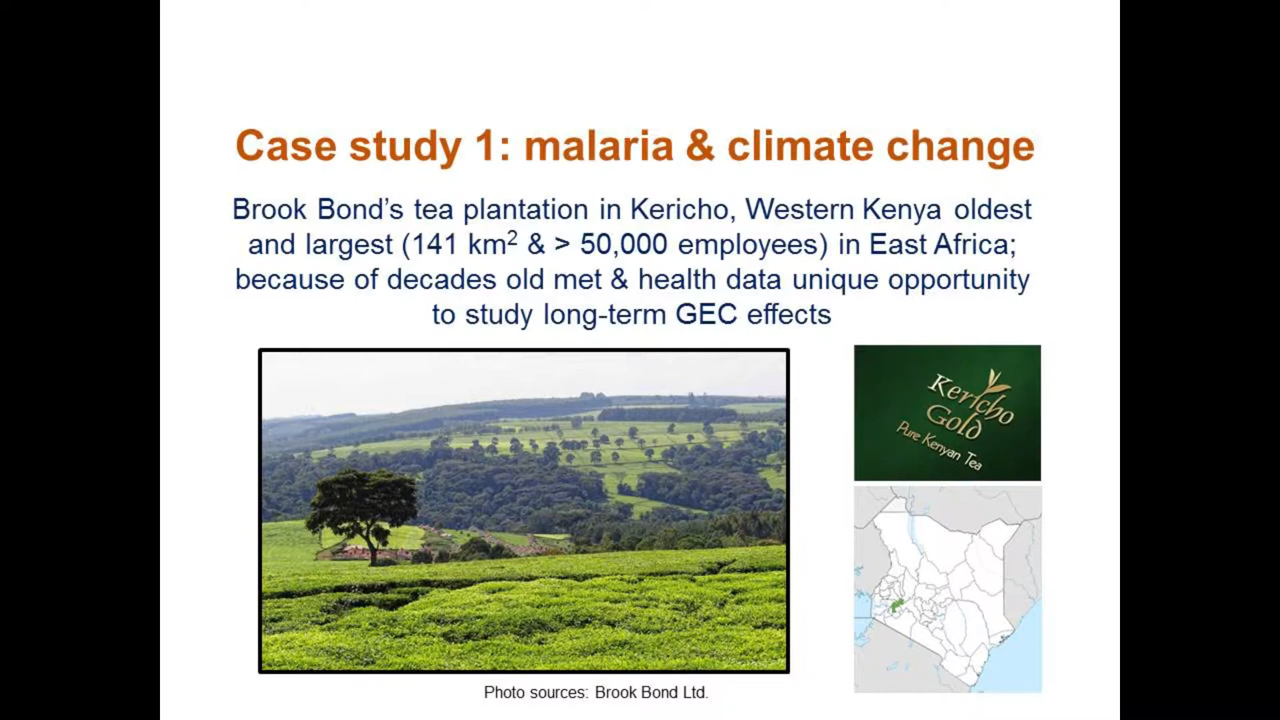 Case study 1: malaria & climate change
Brook Bond's tea plantation in Kericho, Western Kenya oldest
and largest (141 km² & > 50,000 employees) in East Africa;
because of decades old met & health data unique opportunity
to study long-term GEC effects
Kericho
Gold
Pure Kenyan Tea
Photo sources: Brook Bond Ltd.